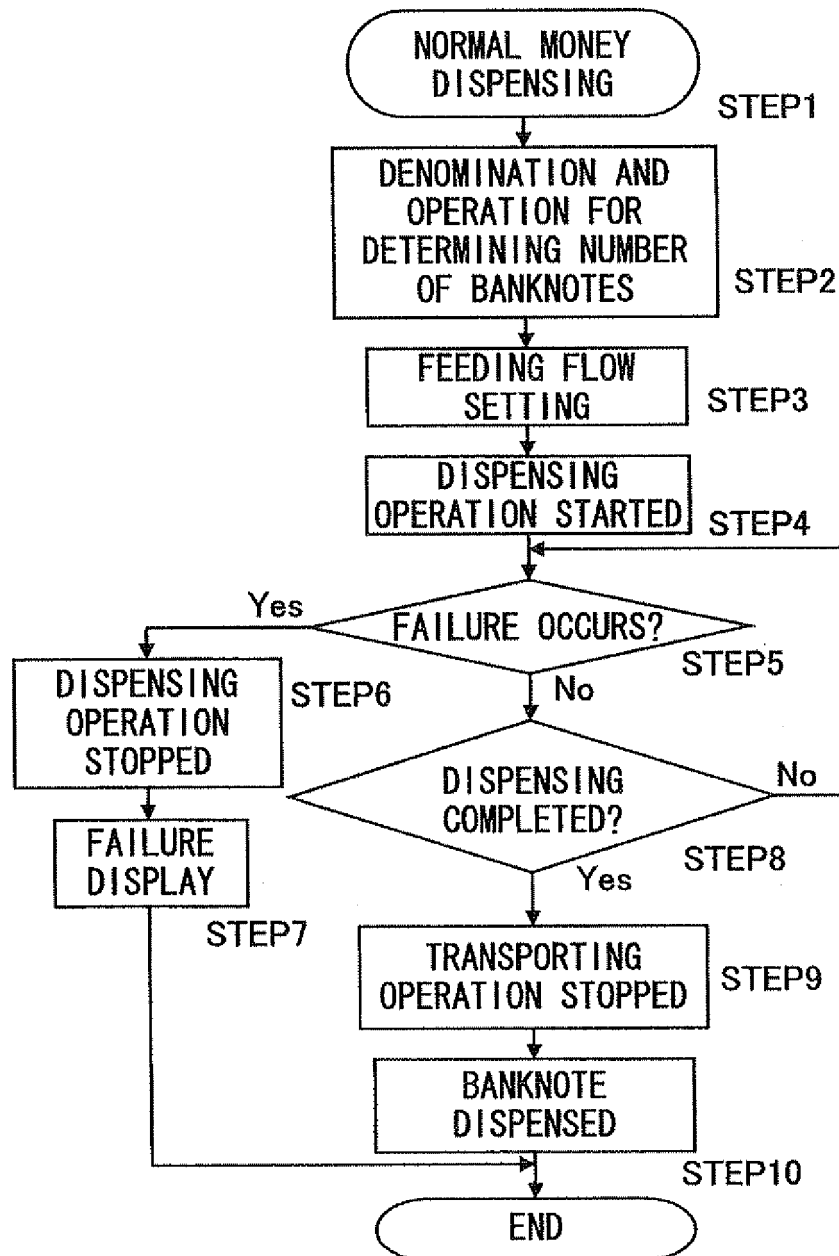 NORMAL MONEY
DISPENSING
STEP1
DENOMINATION AND
OPERATION FOR
DETERMINING NUMBER
OF BANKNOTES
STEP2
FEEDING FLOW
SETTING
STEP3
DISPENSING
OPERATION STARTED
STEP4
Yes
FAILURE OCCURS?
STEP5
No
DISPENSING
OPERATION
STOPPED
STEP6
FAILURE
DISPLAY
STEP7
DISPENSING
COMPLETED?
No
STEP8
Yes
TRANSPORTING
OPERATION STOPPED
STEP9
BANKNOTE
DISPENSED
STEP10
END